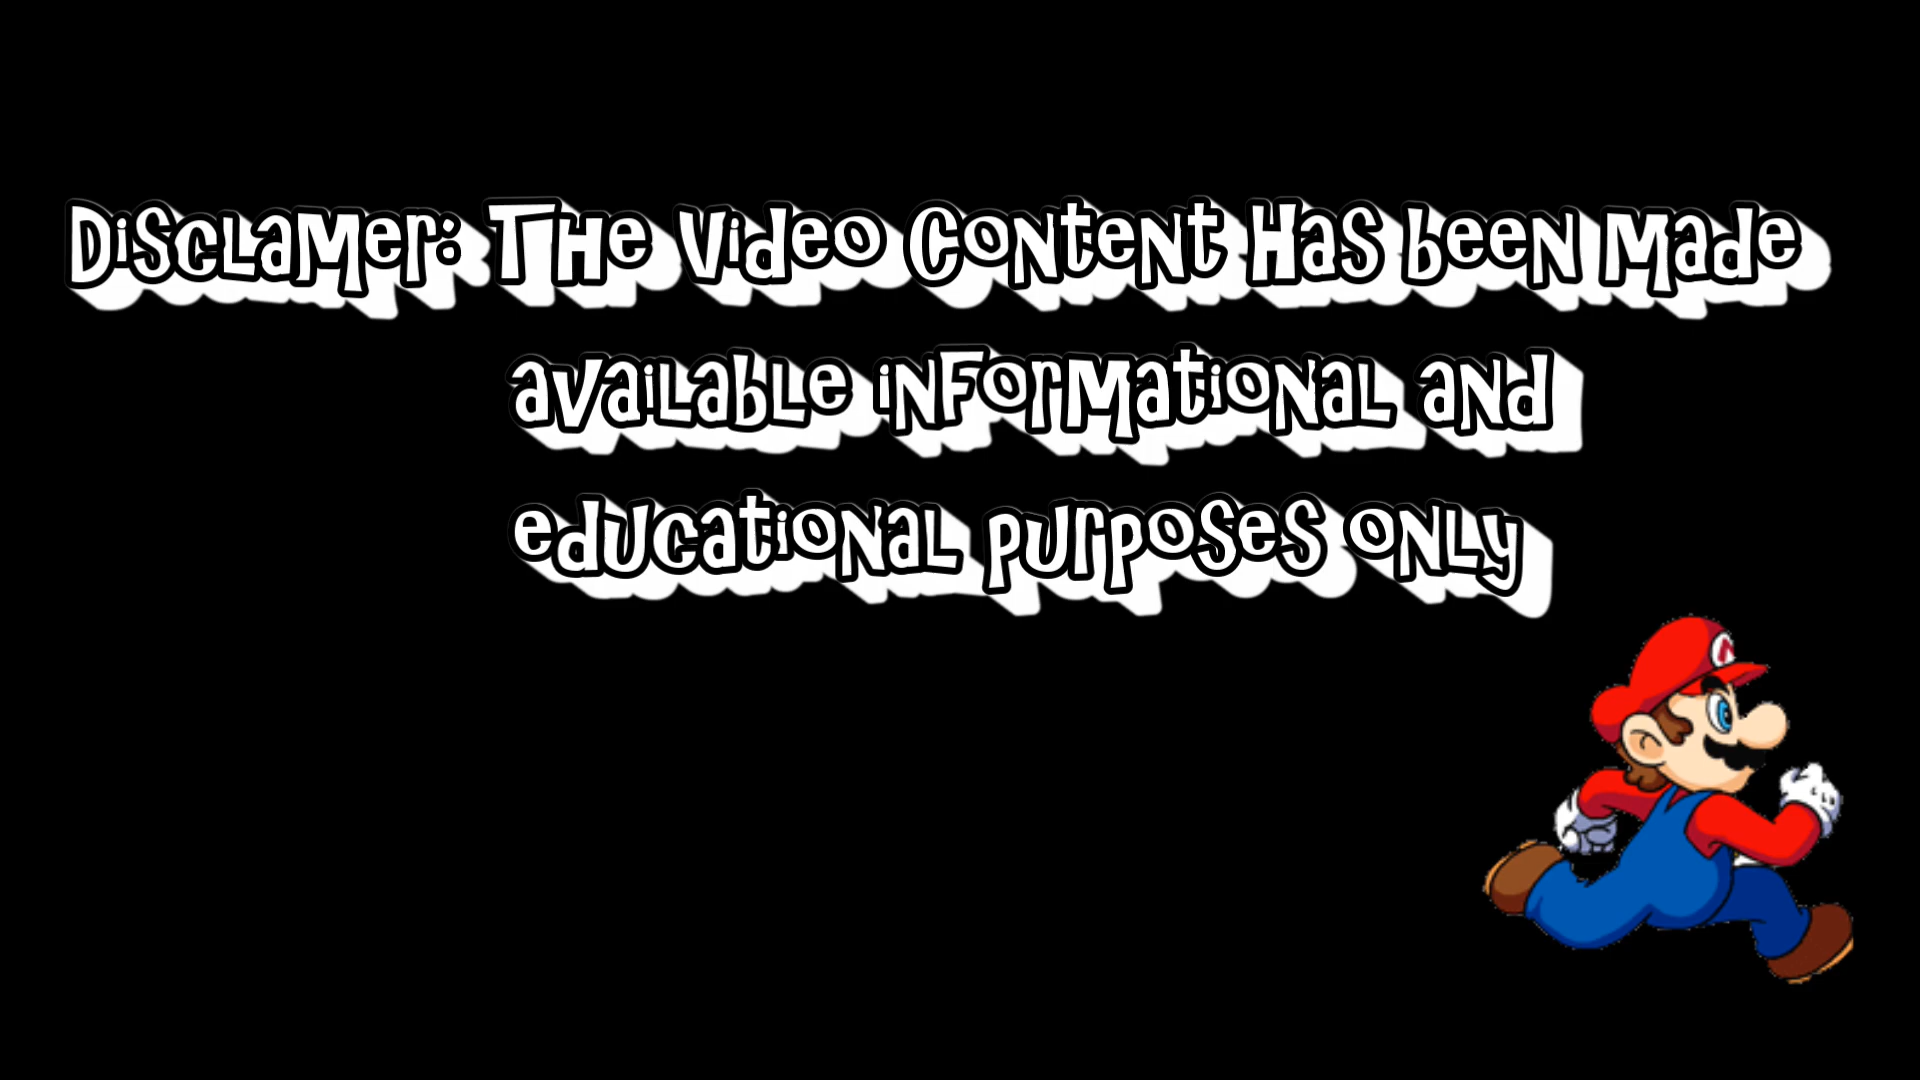 Disclamer: The Video Content Has been Made
available informational and
educational purposes only